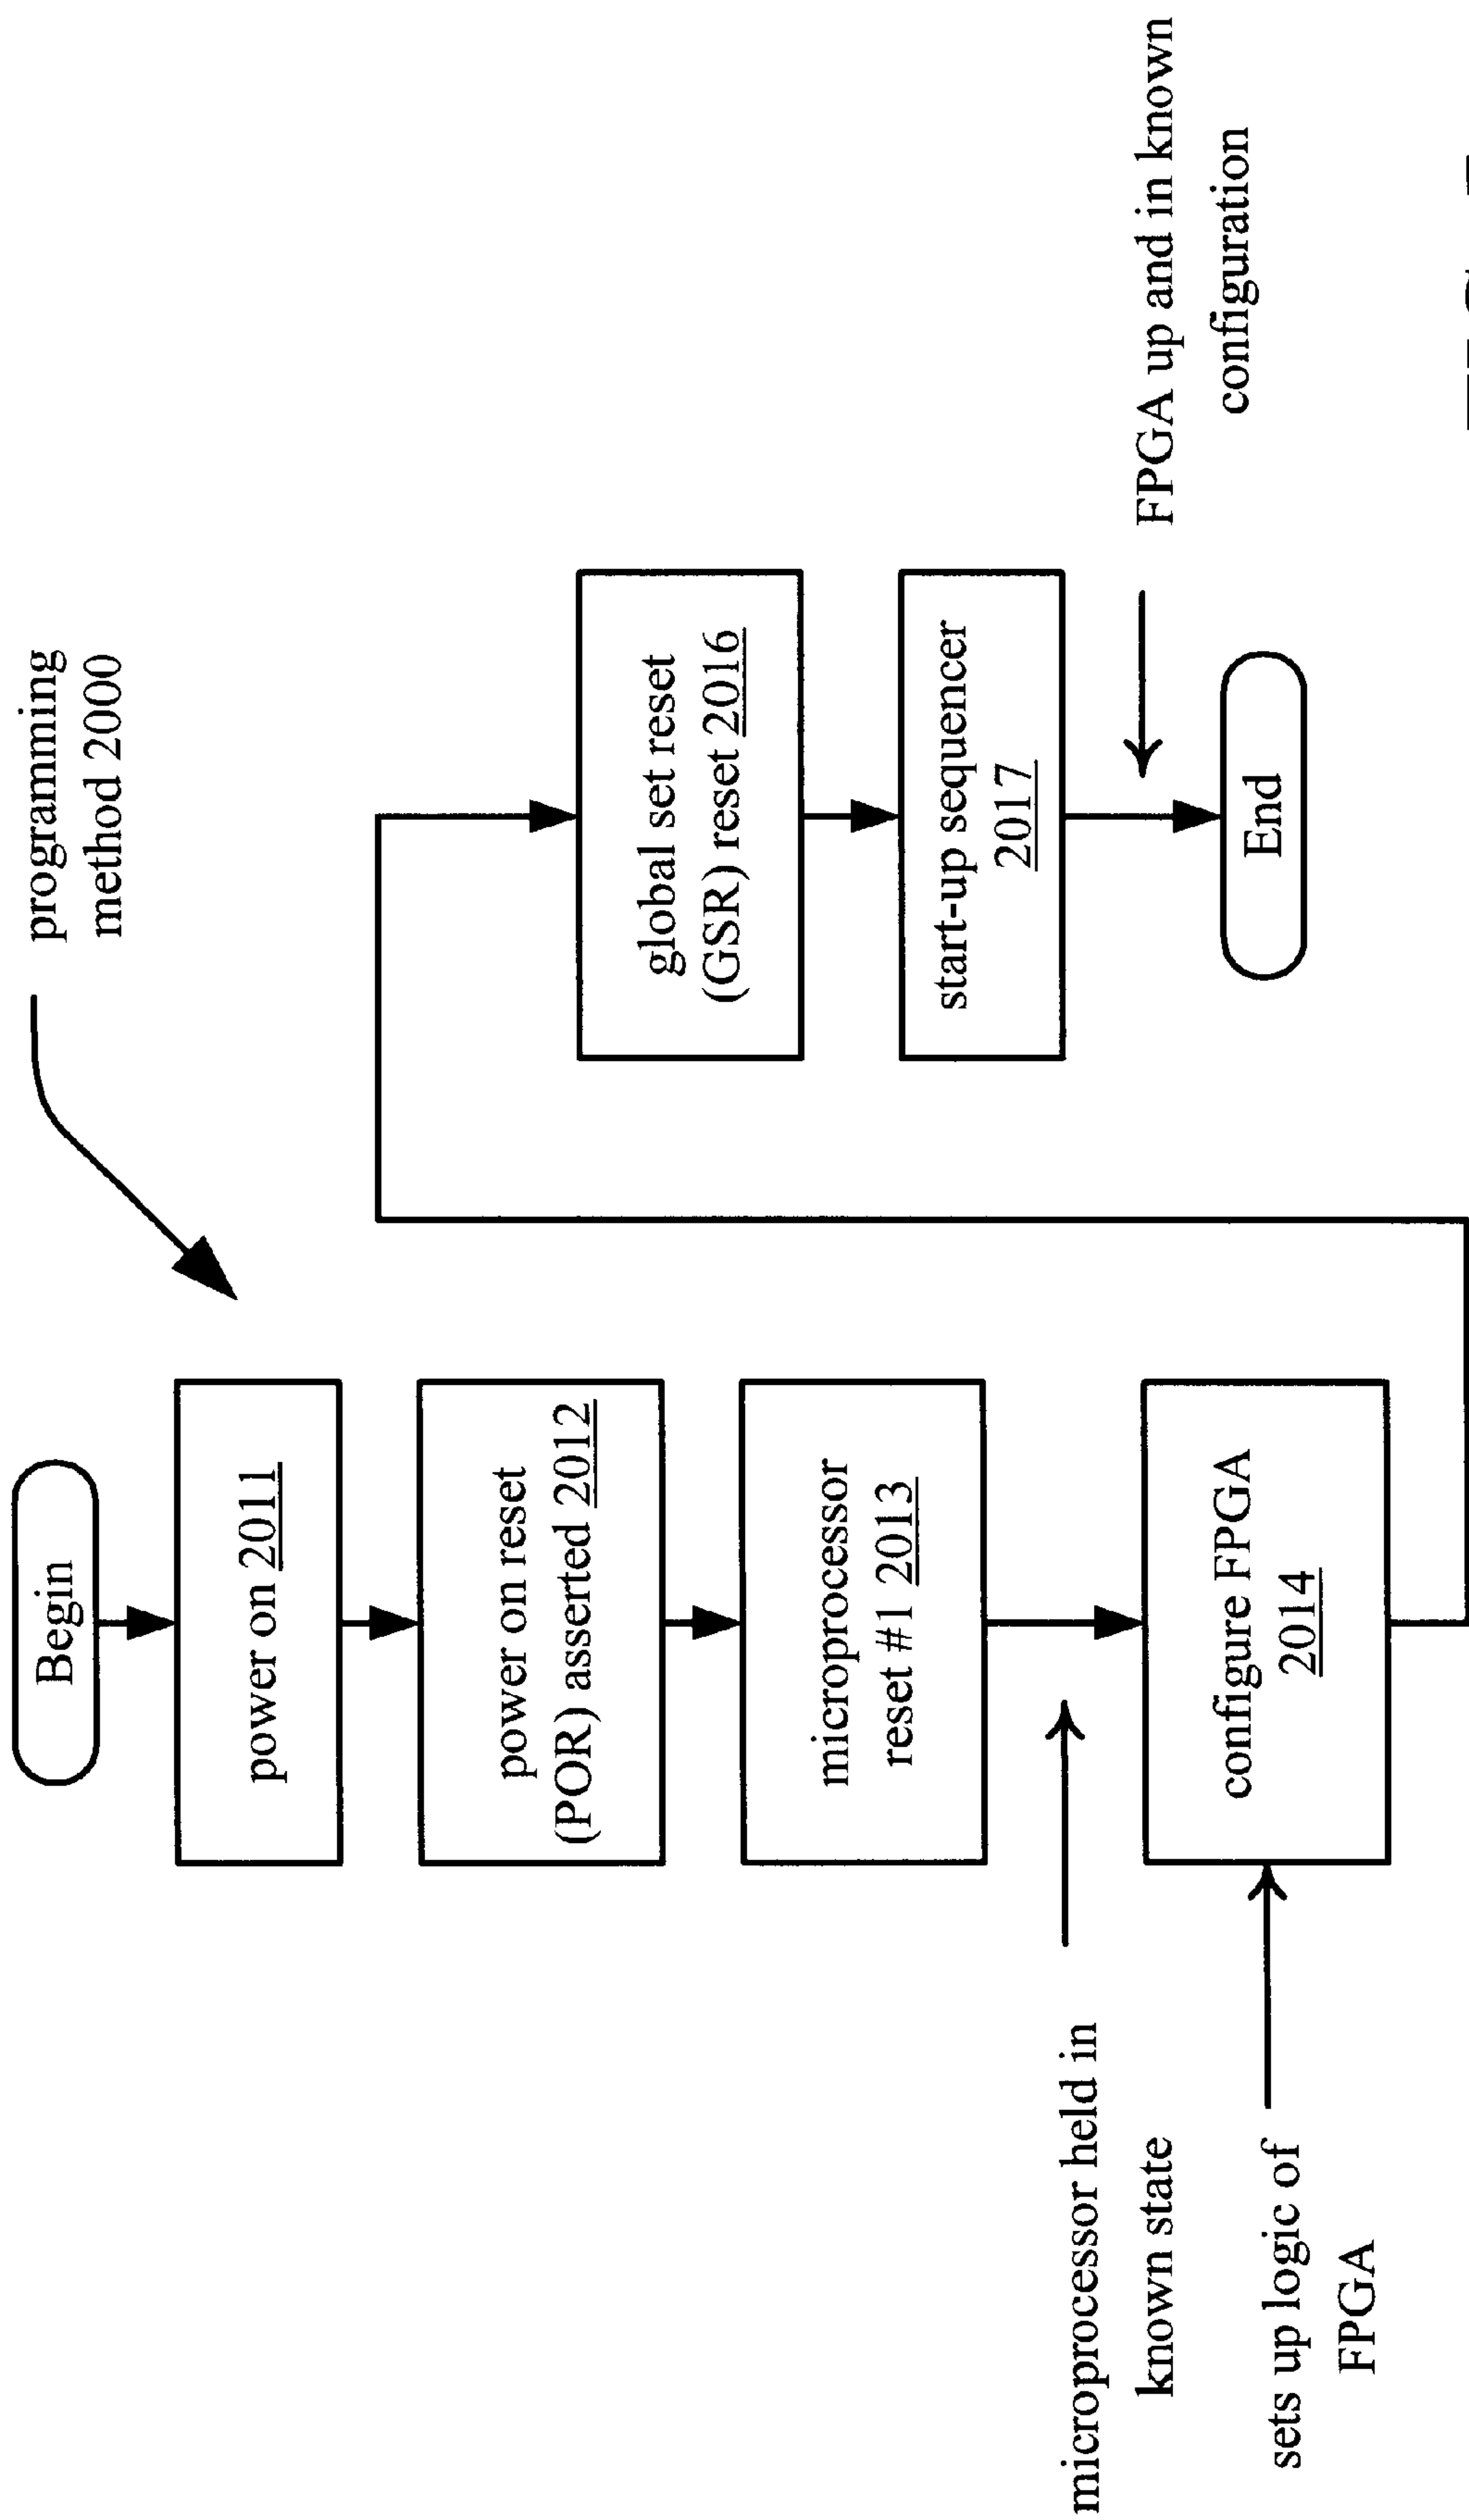 programming
method 2000
Begin
power on 2011
power on reset
(POR) asserted 2012
microprocessor
reset #1 2013
microprocessor held in
known state
configure FPGA
2014
sets up logic of
FPGA
global set reset
(GSR) reset 2016
start-up sequencer
2017
FPGA up and in known
configuration
End